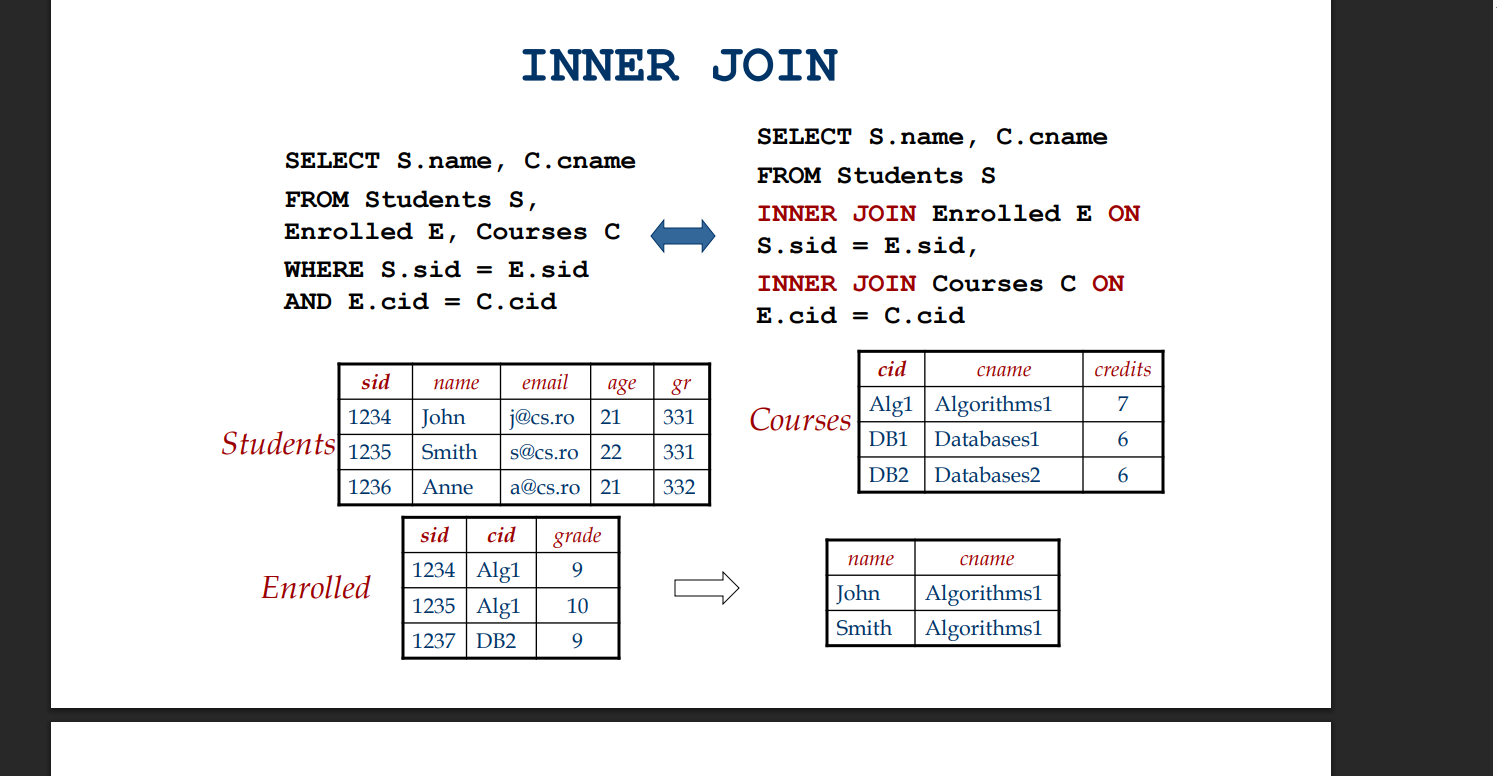 INNER JOIN
SELECT S.name, C.cname
FROM Students S,
Enrolled E, Courses C
WHERE S.sid = E.sid
AND E.cid = C.cid
SELECT S.name, C.cname
FROM Students S
INNER JOIN Enrolled E ON
S.sid = E.sid,
INNER JOIN Courses C ON
E.cid = C.cid
Students
sid name email age gr
1234 John j@cs.ro 21 331
1235 Smith s@cs.ro 22 331
1236 Anne a@cs.ro 21 332
Courses
cid cname credits
Alg1 Algorithms1 7
DB1 Databases1 6
DB2 Databases2 6
Enrolled
sid cid grade
1234 Alg1 9
1235 Alg1 10
1237 DB2 9
name cname
John Algorithms1
Smith Algorithms1